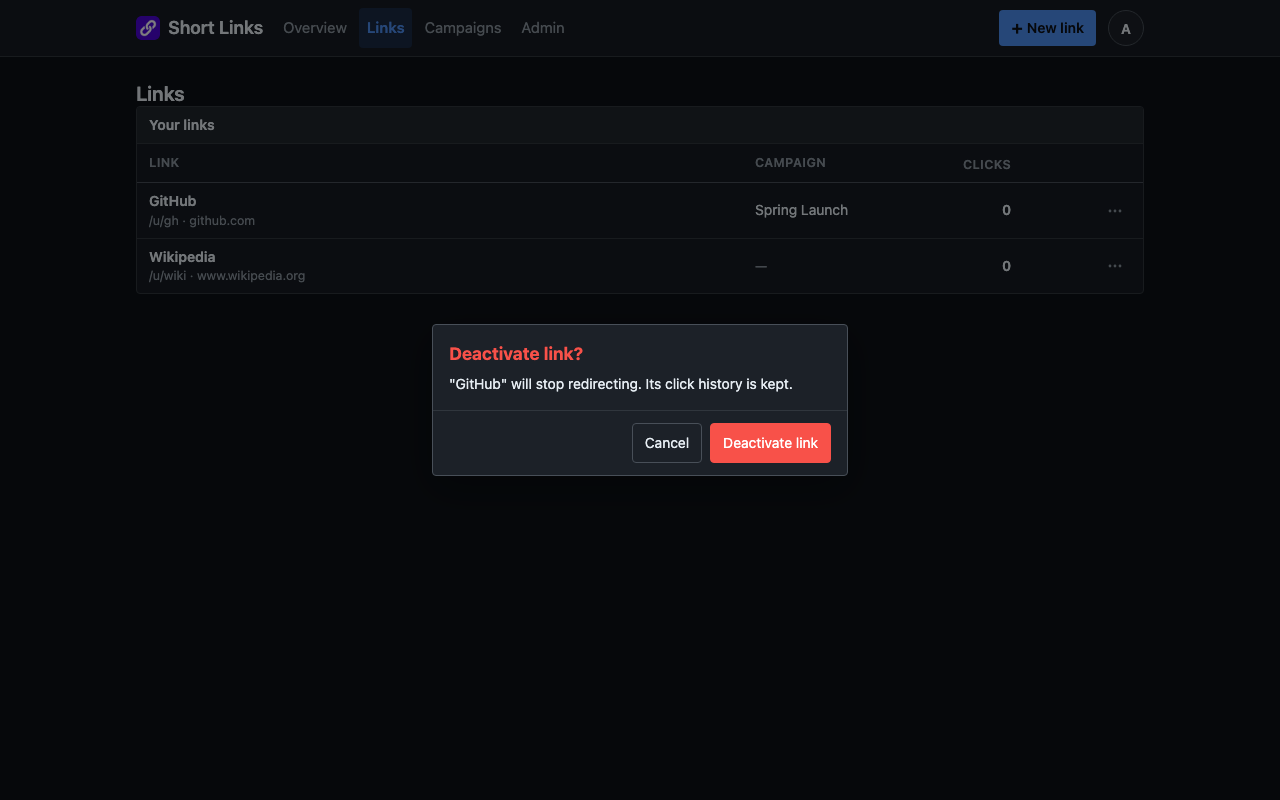 Short Links
Overview
Links
Campaigns
Admin
+ New link
A
Links
Your links
LINK CAMPAIGN CLICKS
GitHub
/u/gh · github.com
Spring Launch
0
···
Wikipedia
/u/wiki · www.wikipedia.org
—
0
···
Deactivate link?
"GitHub" will stop redirecting. Its click history is kept.
Cancel
Deactivate link